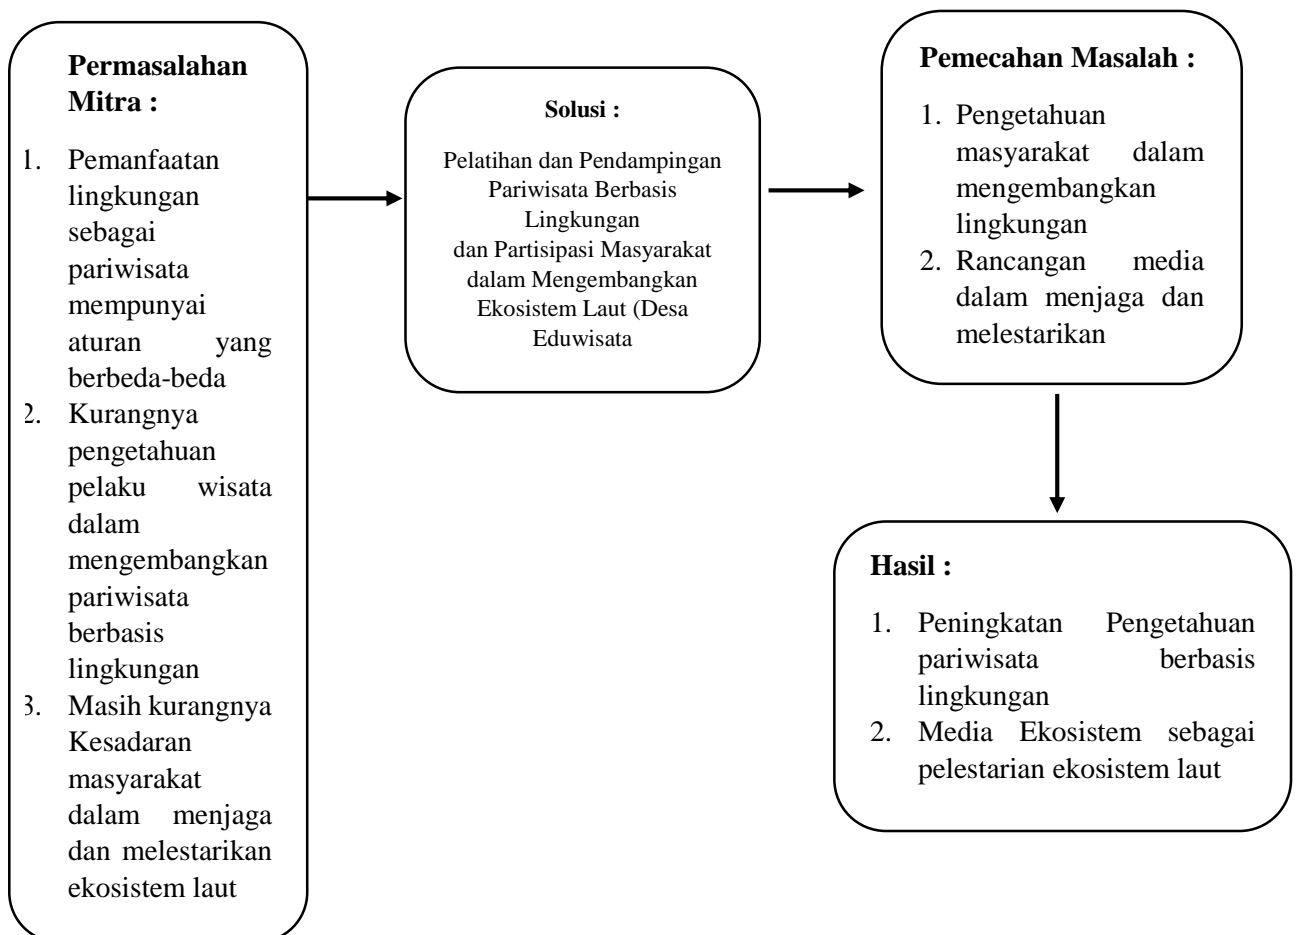 Permasalahan
Mitra :
1. Pemanfaatan
lingkungan
sebagai
pariwisata
mempunyai
aturan yang
berbeda-beda
2. Kurangnya
pengetahuan
pelaku wisata
dalam
mengembangkan
pariwisata
berbasis
lingkungan
3. Masih kurangnya
Kesadaran
masyarakat
dalam menjaga
dan melestarikan
ekosistem laut
Solusi :
Pelatihan dan Pendampingan
Pariwisata Berbasis
Lingkungan
dan Partisipasi Masyarakat
dalam Mengembangkan
Ekosistem Laut (Desa
Eduwisata
Pemecahan Masalah :
1. Pengetahuan
masyarakat dalam
mengembangkan
lingkungan
2. Rancangan media
dalam menjaga dan
melestarikan
Hasil :
1. Peningkatan Pengetahuan
pariwisata berbasis
lingkungan
2. Media Ekosistem sebagai
pelestarian ekosistem laut